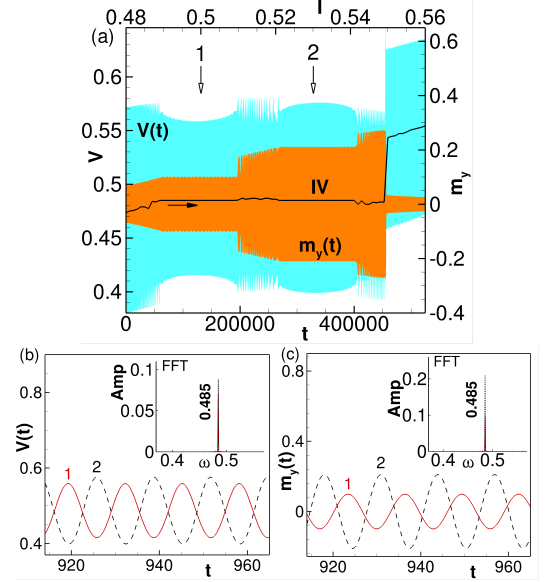 0.48 0.5 I 0.52 0.54 0.56
(a)
1 2
0.6 0.6
V(t)
0.55 0.4
V
0.5 0.2
IV
m_y
0.45 0
m_y(t)
-0.2
0.4 -0.4
0 200000 400000
t
(b) (c)
0.1 FFT
Amp
0.05
0.485
0
0.4 ω 0.5
V(t)
0.8
0.6
0.4
1 2
920 940 960
t
FFT
Amp
0.2
0.1
0.485
0
0.4 ω 0.5
m_y(t)
0.8
0.4
0
2
1
920 940 960
t